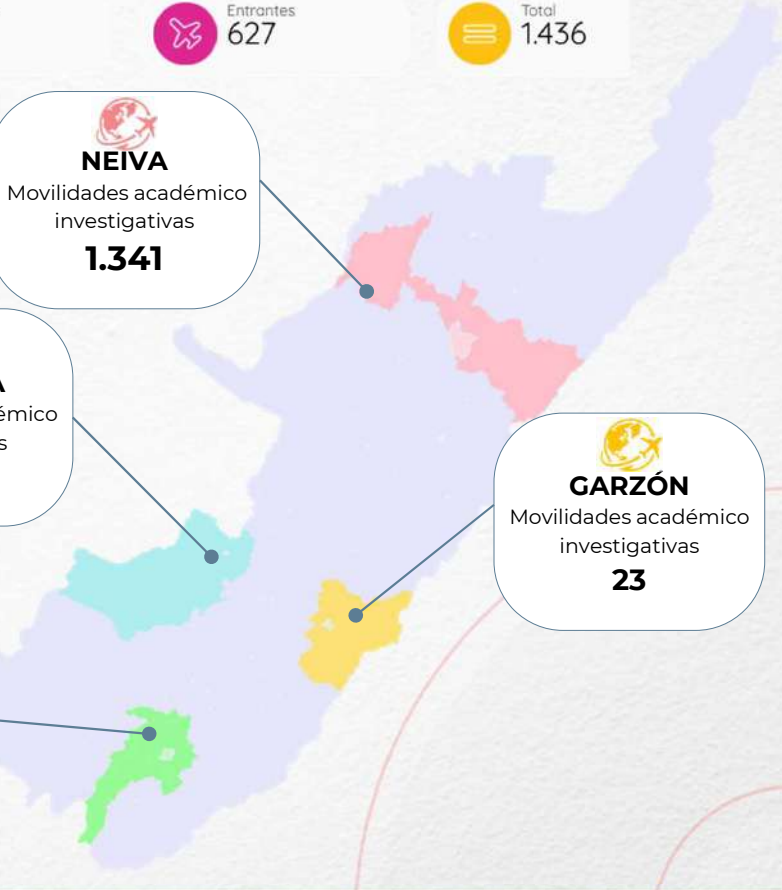 Entrantes
627
Total
1.436
NEIVA
Movilidades académico
investigativas
1.341
GARZÓN
Movilidades académico
investigativas
23